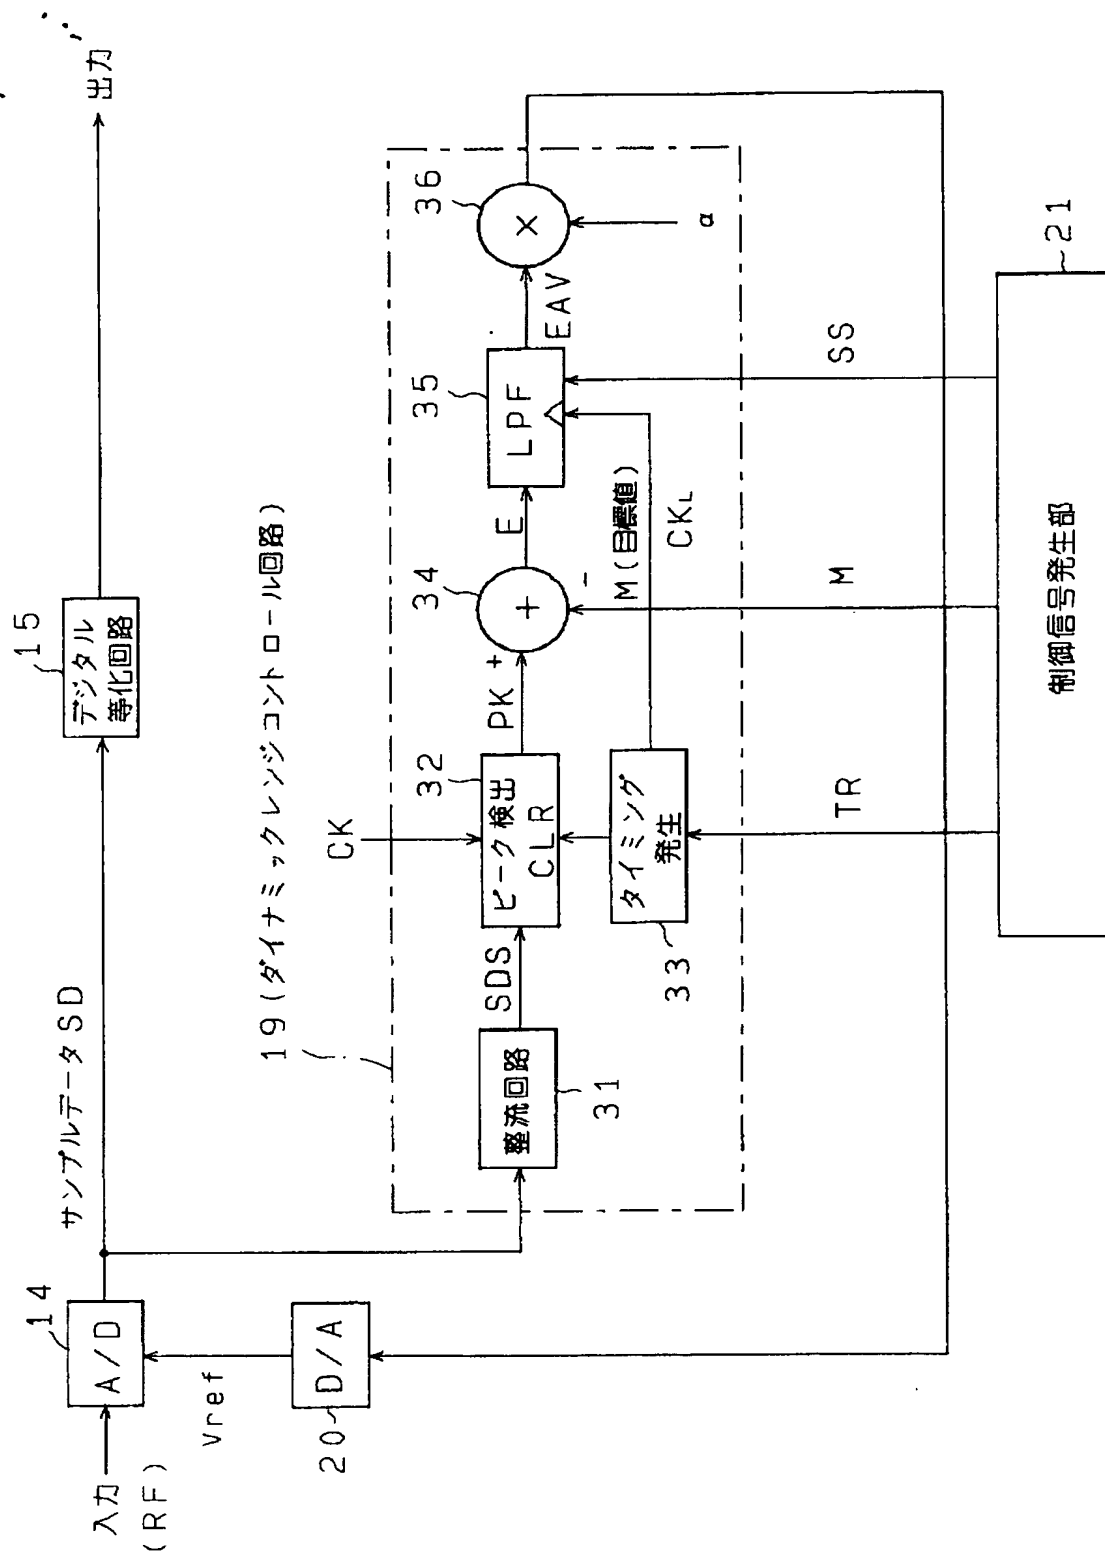 入力
(RF)
14
A/D
サンプルデータSD
15
デジタル
等化回路
出力
Vref
20
D/A
19(ダイナミックレンジコントロール回路)
整流回路
31
SDS
CK
32
ピーク検出
CLR
タイミング
発生
33
PK
+
34
+
-
E
M(目標値)
CKL
35
LPF
EAV
36
×
α
TR
M
SS
制御信号発生部
21